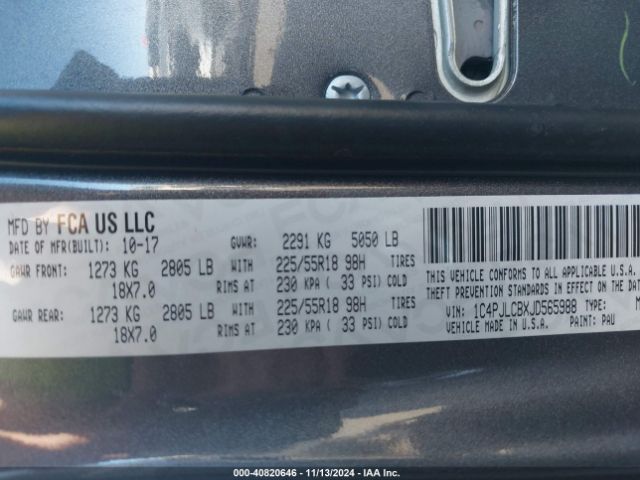 MFD BY FCA US LLC
DATE OF MFR(BUILT): 10-17 GVWR: 2291 KG 5050 LB
GAWR FRONT: 1273 KG 2805 LB WITH 225/55R18 98H TIRES
18X7.0 RIMS AT 230 KPA ( 33 PSI) COLD
GAWR REAR: 1273 KG 2805 LB WITH 225/55R18 98H TIRES
18X7.0 RIMS AT 230 KPA ( 33 PSI) COLD
THIS VEHICLE CONFORMS TO ALL APPLICABLE U.S.A.
THEFT PREVENTION STANDARDS IN EFFECT ON THE D
VIN: 1C4PJLCBXJD565988 TYPE: M
VEHICLE MADE IN U.S.A. PAINT: PAU
00-40820646 - 11/13/2024 - IAA Inc.